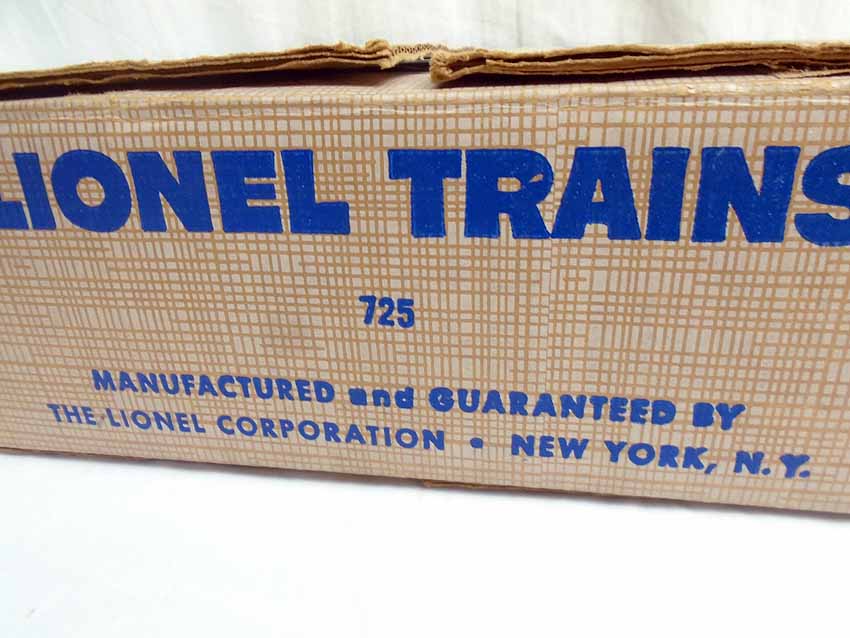 LIONEL TRAINS
725
MANUFACTURED and GUARANTEED BY
THE LIONEL CORPORATION • NEW YORK, N.Y.